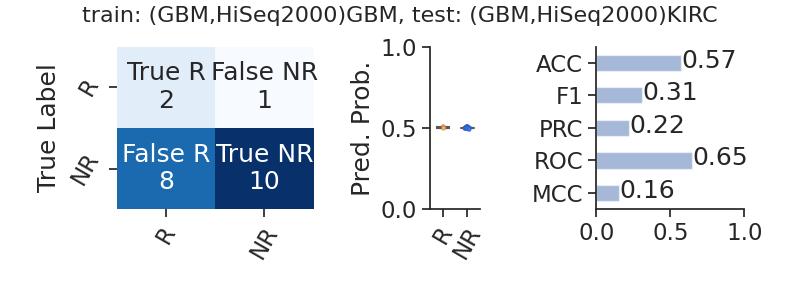 train: (GBM,HiSeq2000)GBM, test: (GBM,HiSeq2000)KIRC
True Label
R
NR
True R
2
False NR
1
False R
8
True NR
10
R
NR
Pred. Prob.
1.0
0.5
0.0
R
NR
ACC
0.57
F1
0.31
PRC
0.22
ROC
0.65
MCC
0.16
0.0
0.5
1.0